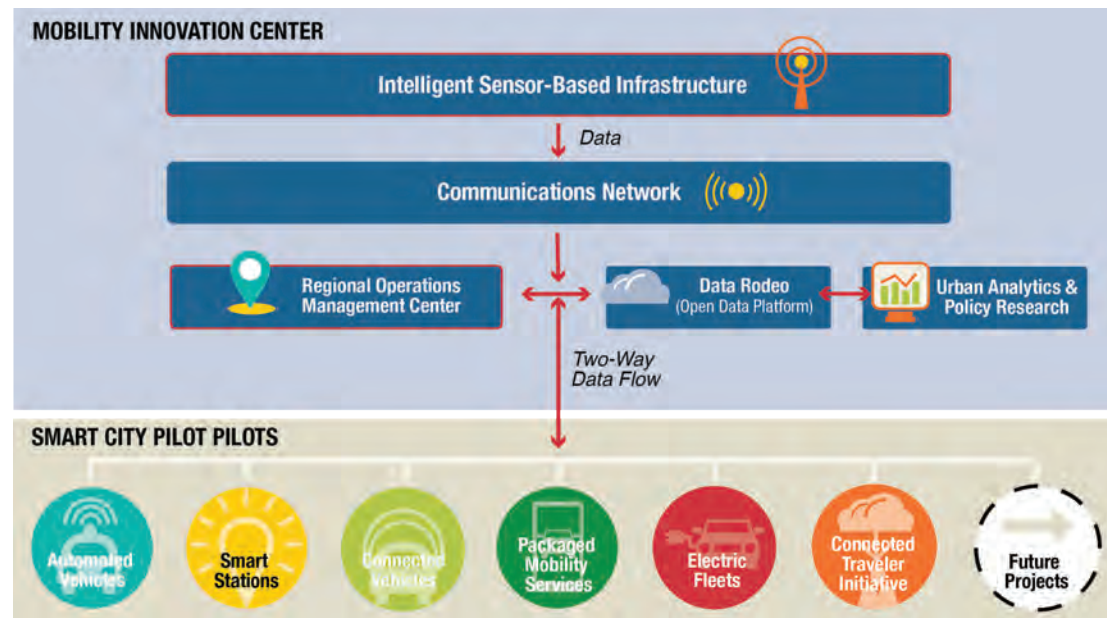 MOBILITY INNOVATION CENTER
Intelligent Sensor-Based Infrastructure
Data
Communications Network
Regional Operations
Management Center
Data Rodeo
(Open Data Platform)
Urban Analytics &
Policy Research
Two-Way
Data Flow
SMART CITY PILOT PILOTS
Automated
Vehicles
Smart
Stations
Connected
Vehicles
Packaged
Mobility
Services
Electric
Fleets
Connected
Traveler
Initiative
Future
Projects